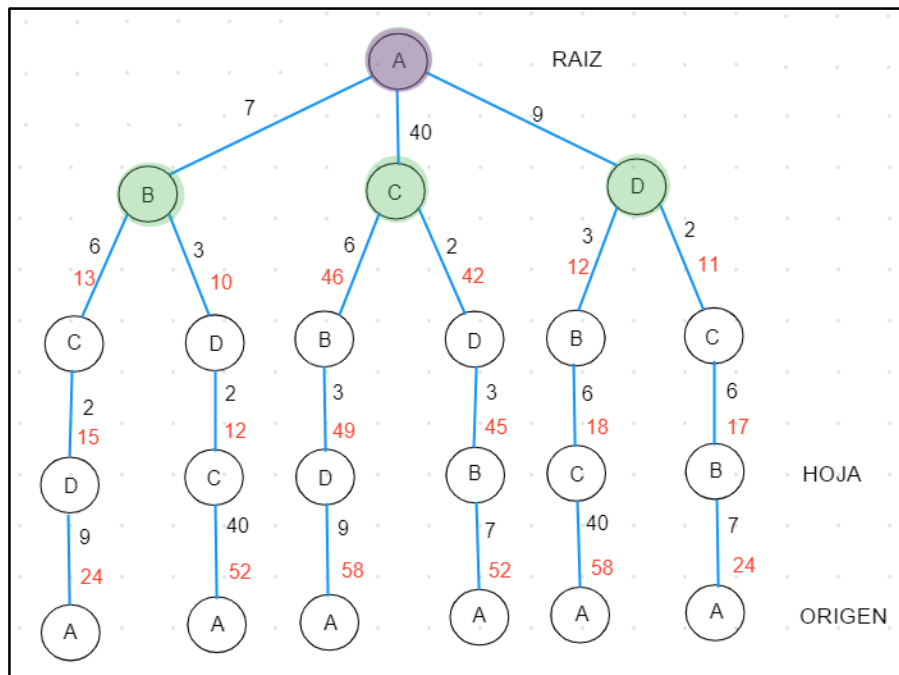 A RAIZ
7 40 9
B C D
6 3 6 2 3 2
13 10 46 42 12 11
C D B D B C
2 2 3 3 6 6
15 12 49 45 18 17
D C D B C B HOJA
9 40 9 7 40 7
24 52 58 52 58 24
A A A A A A ORIGEN